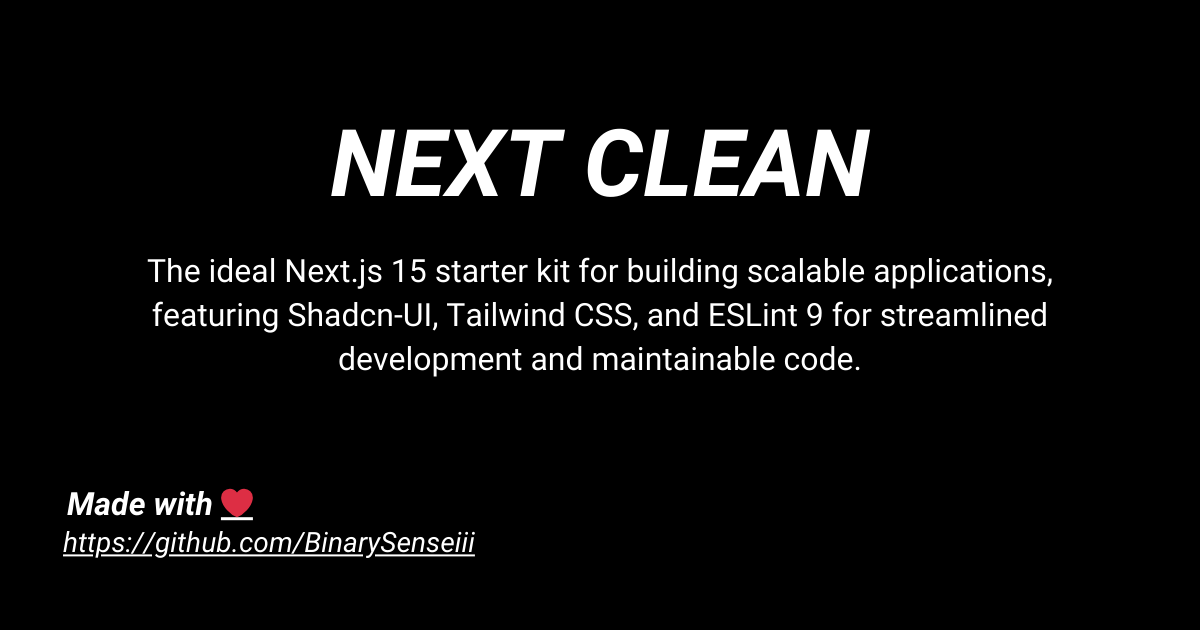 NEXT CLEAN
The ideal Next.js 15 starter kit for building scalable applications,
featuring Shadcn-UI, Tailwind CSS, and ESLint 9 for streamlined
development and maintainable code.
Made with ❤️
https://github.com/BinarySenseiii